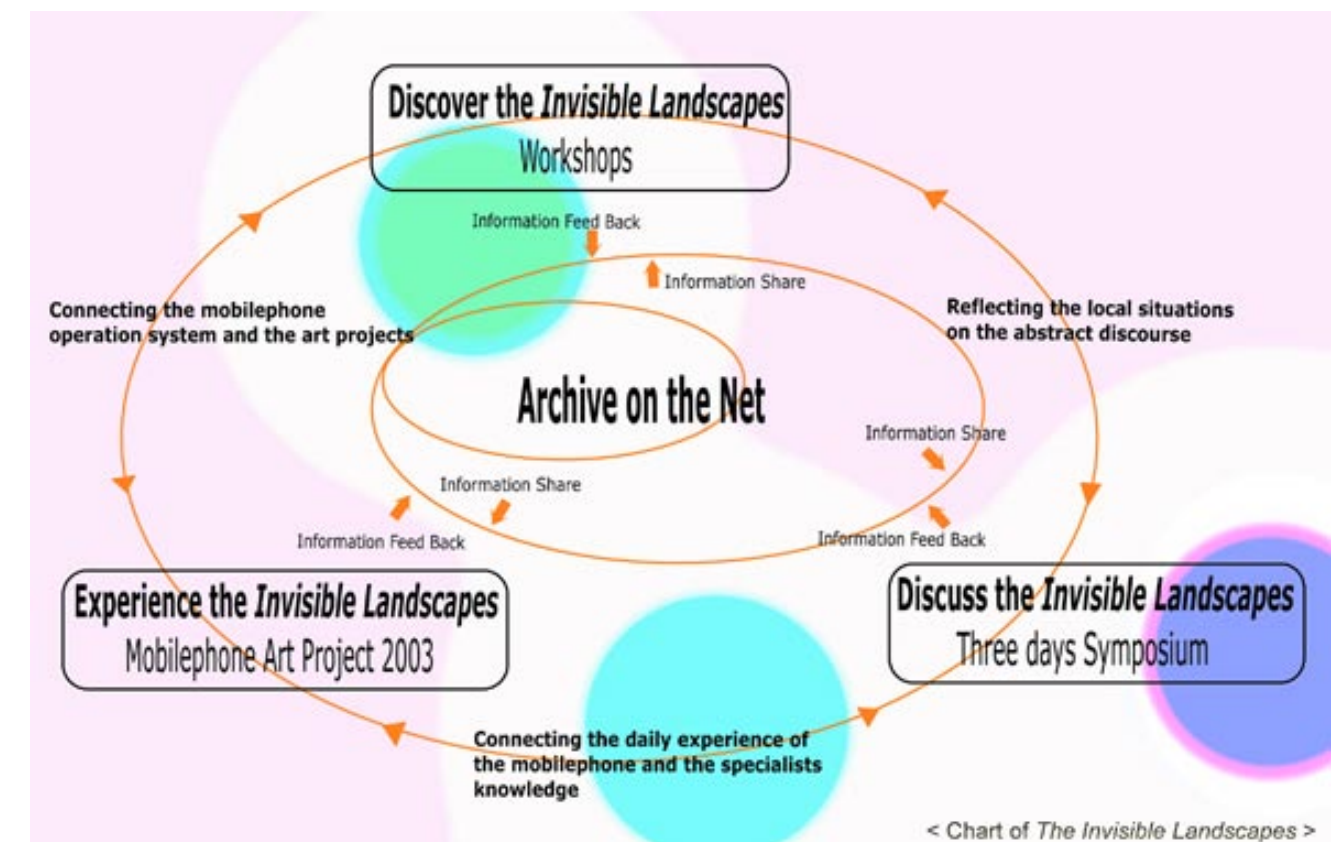 Discover the Invisible Landscapes
Workshops
Information Feed Back
Information Share
Connecting the mobilephone
operation system and the art projects
Reflecting the local situations
on the abstract discourse
Archive on the Net
Information Share
Information Share
Information Feed Back
Information Feed Back
Experience the Invisible Landscapes
Mobilephone Art Project 2003
Discuss the Invisible Landscapes
Three days Symposium
Connecting the daily experience of
the mobilephone and the specialists
knowledge
< Chart of The Invisible Landscapes >